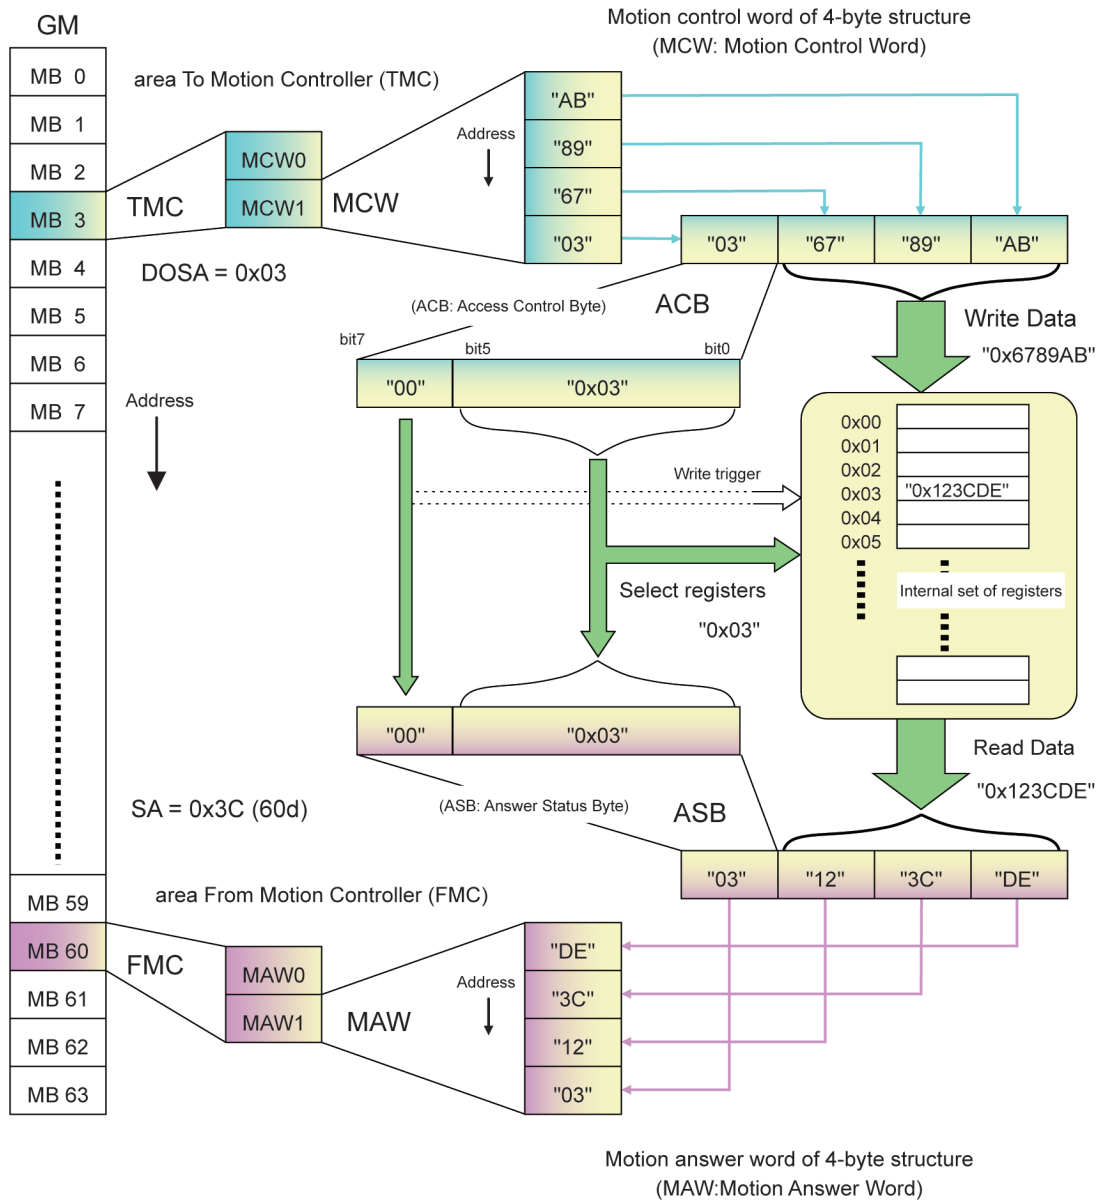 GM
Motion control word of 4-byte structure
(MCW: Motion Control Word)
MB 0
MB 1
MB 2
MB 3
MB 4
MB 5
MB 6
MB 7
area To Motion Controller (TMC)
TMC
MCW0
MCW1
MCW
DOSA = 0x03
Address
"AB"
"89"
"67"
"03"
"03" "67" "89" "AB"
(ACB: Access Control Byte)
ACB
bit7 bit5 bit0
"00" "0x03"
Write Data
"0x6789AB"
Address
Write trigger
Select registers
"0x03"
0x00
0x01
0x02
0x03 "0x123CDE"
0x04
0x05
Internal set of registers
"00" "0x03"
Read Data
"0x123CDE"
(ASB: Answer Status Byte)
ASB
SA = 0x3C (60d)
"03" "12" "3C" "DE"
MB 59
MB 60
MB 61
MB 62
MB 63
area From Motion Controller (FMC)
FMC
MAW0
MAW1
MAW
Address
"DE"
"3C"
"12"
"03"
Motion answer word of 4-byte structure
(MAW:Motion Answer Word)